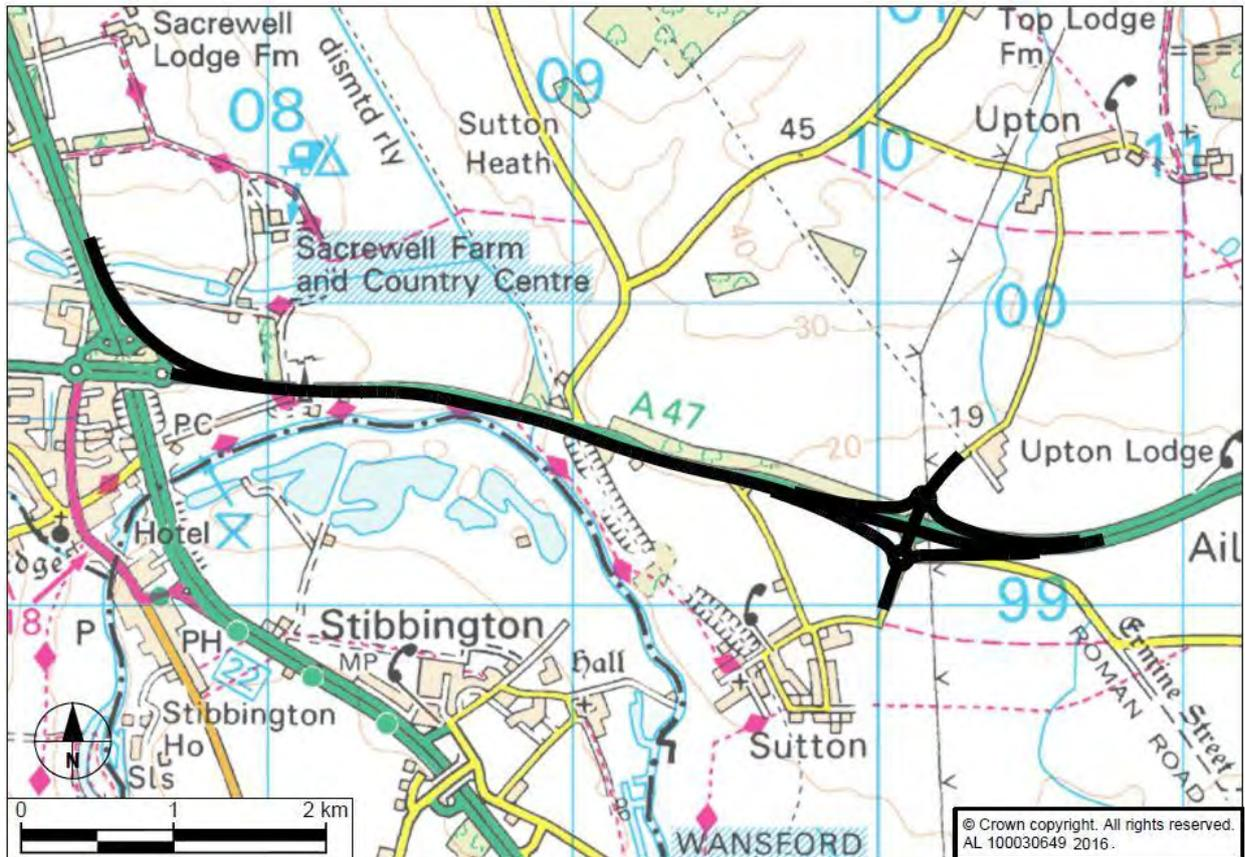 Sacrewell
Lodge Fm
08
dismtd rly
09
Sutton
Heath
45
Top Lodge
Fm
Upton
10
11
Sacrewell Farm
and Country Centre
40
30
00
A 47
20
19
Upton Lodge
PC
Hotel
dge
18
P
PH
22
MP
Stibbington
Hall
Stibbington
Ho
Sls
N
Sutton
Ail
99
Ermine Street
ROMAN ROAD
WANSFORD
0 1 2 km
© Crown copyright. All rights reserved.
AL 100030649 2016.